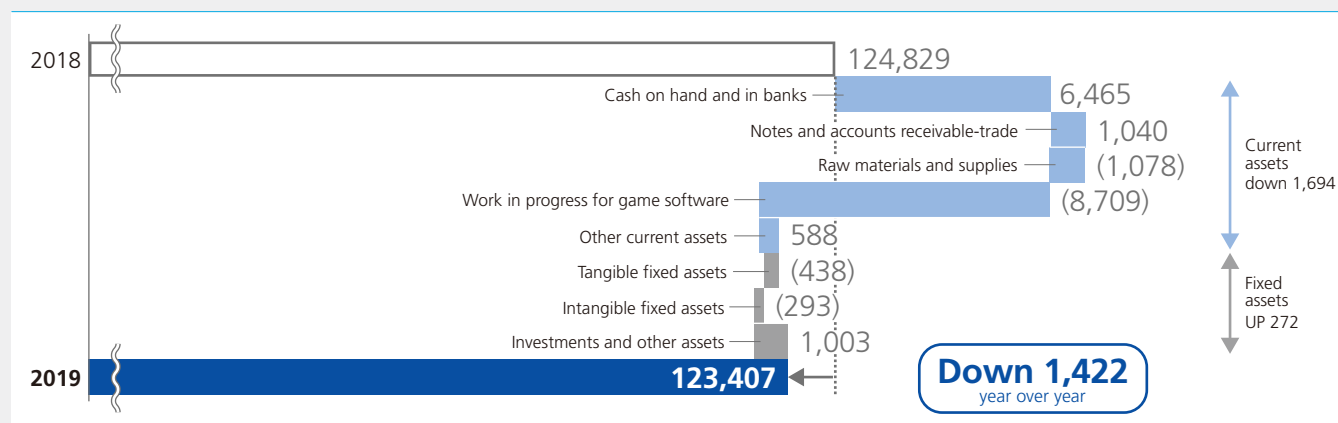 2018
124,829
Cash on hand and in banks
6,465
Notes and accounts receivable-trade
1,040
Raw materials and supplies
(1,078)
Work in progress for game software
(8,709)
Other current assets
588
Tangible fixed assets
(438)
Intangible fixed assets
(293)
Investments and other assets
1,003
2019
123,407
Current
assets
down 1,694
Fixed
assets
UP 272
Down 1,422
year over year